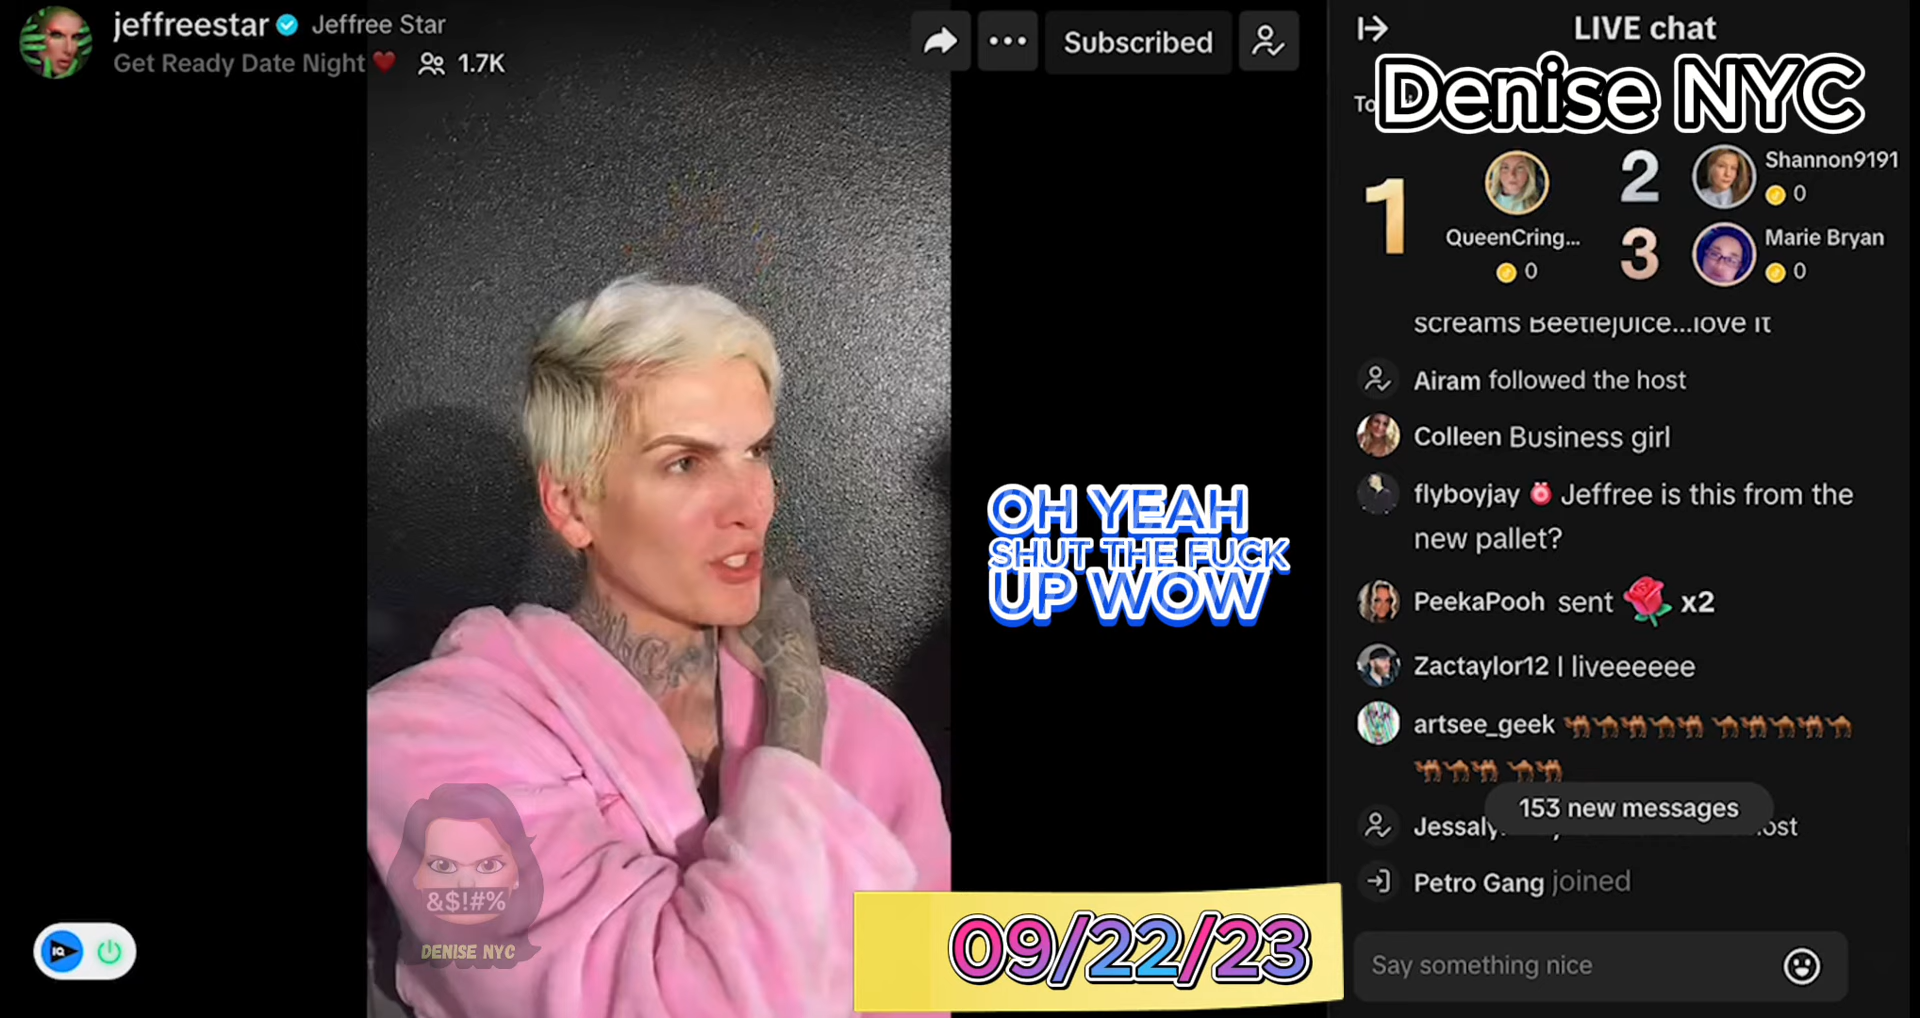 jeffreestar Jeffree Star
Get Ready Date Night 1.7K
Subscribed
LIVE chat
Denise NYC
1
QueenCring...
0
2 Shannon9191
0
3 Marie Bryan
0
screams Beetlejuice...love it
Airam followed the host
Colleen Business girl
flyboyjay Jeffree is this from the
new pallet?
PeekaPooh sent x2
Zactaylor12 I liveeeeee
artsee_geek
153 new messages
Petro Gang joined
Say something nice
OH YEAH
SHUT THE FUCK
UP WOW
&$!#%
DENISE NYC
IQ
09/22/23